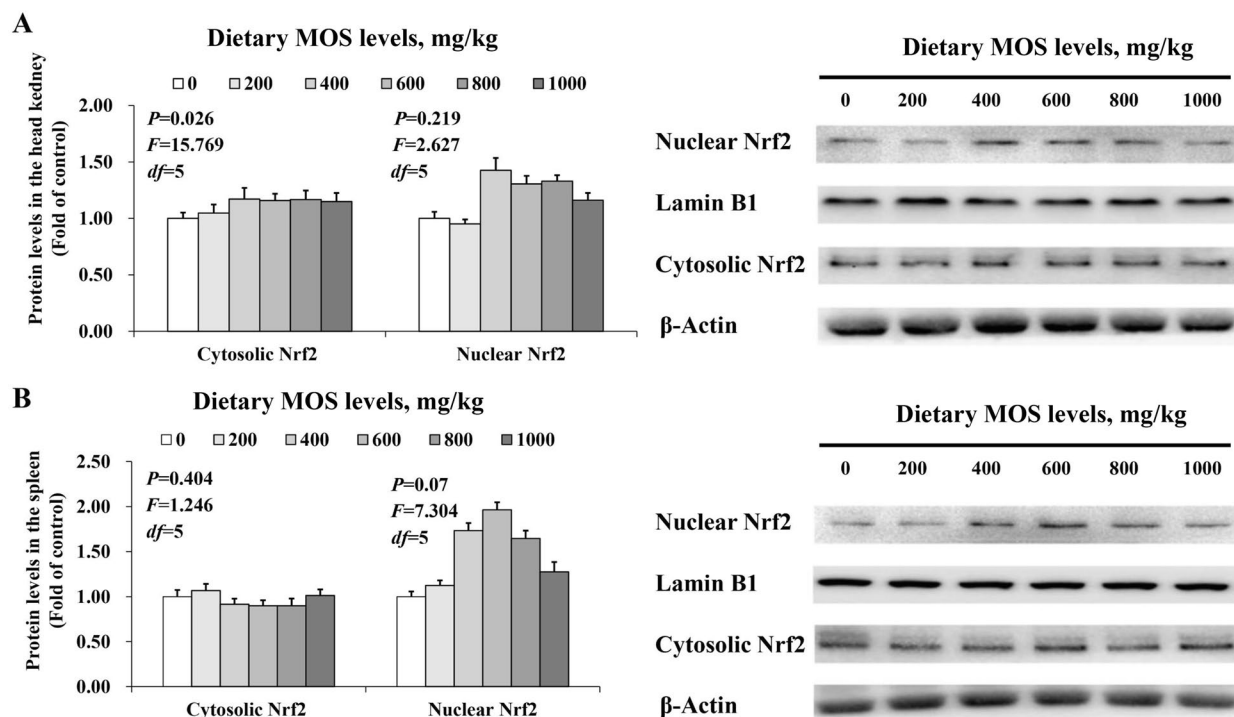 A
Dietary MOS levels, mg/kg
0 200 400 600 800 1000
Protein levels in the head kedney
(Fold of control)
2.00
1.50
1.00
0.50
0.00
P=0.026
F=15.769
df=5
P=0.219
F=2.627
df=5
Cytosolic Nrf2 Nuclear Nrf2
Dietary MOS levels, mg/kg
0 200 400 600 800 1000
Nuclear Nrf2
Lamin B1
Cytosolic Nrf2
β-Actin
B
Dietary MOS levels, mg/kg
0 200 400 600 800 1000
Protein levels in the spleen
(Fold of control)
2.50
2.00
1.50
1.00
0.50
0.00
P=0.404
F=1.246
df=5
P=0.07
F=7.304
df=5
Cytosolic Nrf2 Nuclear Nrf2
Dietary MOS levels, mg/kg
0 200 400 600 800 1000
Nuclear Nrf2
Lamin B1
Cytosolic Nrf2
β-Actin